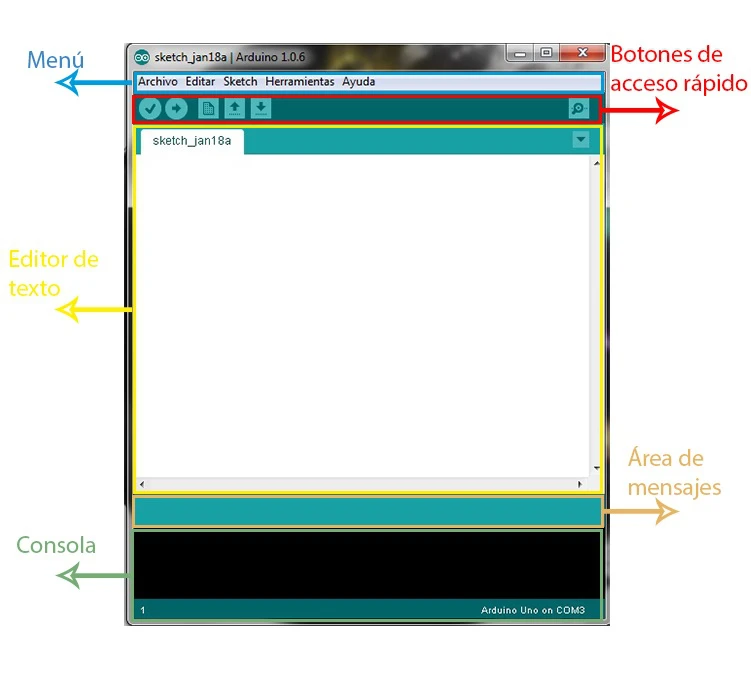 Menú
sketch_jan18a | Arduino 1.0.6
Botones de
acceso rápido
Archivo Editar Sketch Herramientas Ayuda
sketch_jan18a
Editor de
texto
Área de
mensajes
Consola
1
Arduino Uno on COM3